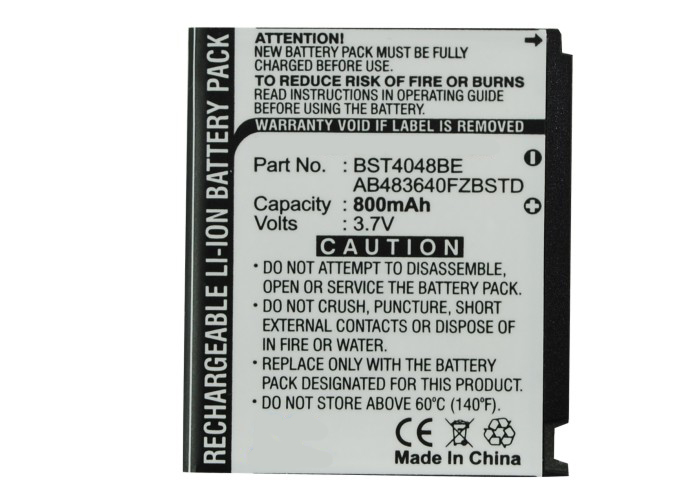 RECHARGEABLE LI-ION BATTERY PACK
ATTENTION!
NEW BATTERY PACK MUST BE FULLY
CHARGED BEFORE USE.
TO REDUCE RISK OF FIRE OR BURNS
READ INSTRUCTIONS IN OPERATING GUIDE
BEFORE USING THE BATTERY.
WARRANTY VOID IF LABEL IS REMOVED
Part No. : BST4048BE
AB483640FZBSTD
Capacity : 800mAh
Volts : 3.7V
CAUTION
• DO NOT ATTEMPT TO DISASSEMBLE,
OPEN OR SERVICE THE BATTERY PACK.
• DO NOT CRUSH, PUNCTURE, SHORT
EXTERNAL CONTACTS OR DISPOSE OF
IN FIRE OR WATER.
• REPLACE ONLY WITH THE BATTERY
PACK DESIGNATED FOR THIS PRODUCT.
• DO NOT STORE ABOVE 60°C (140°F).
CE
Made In China